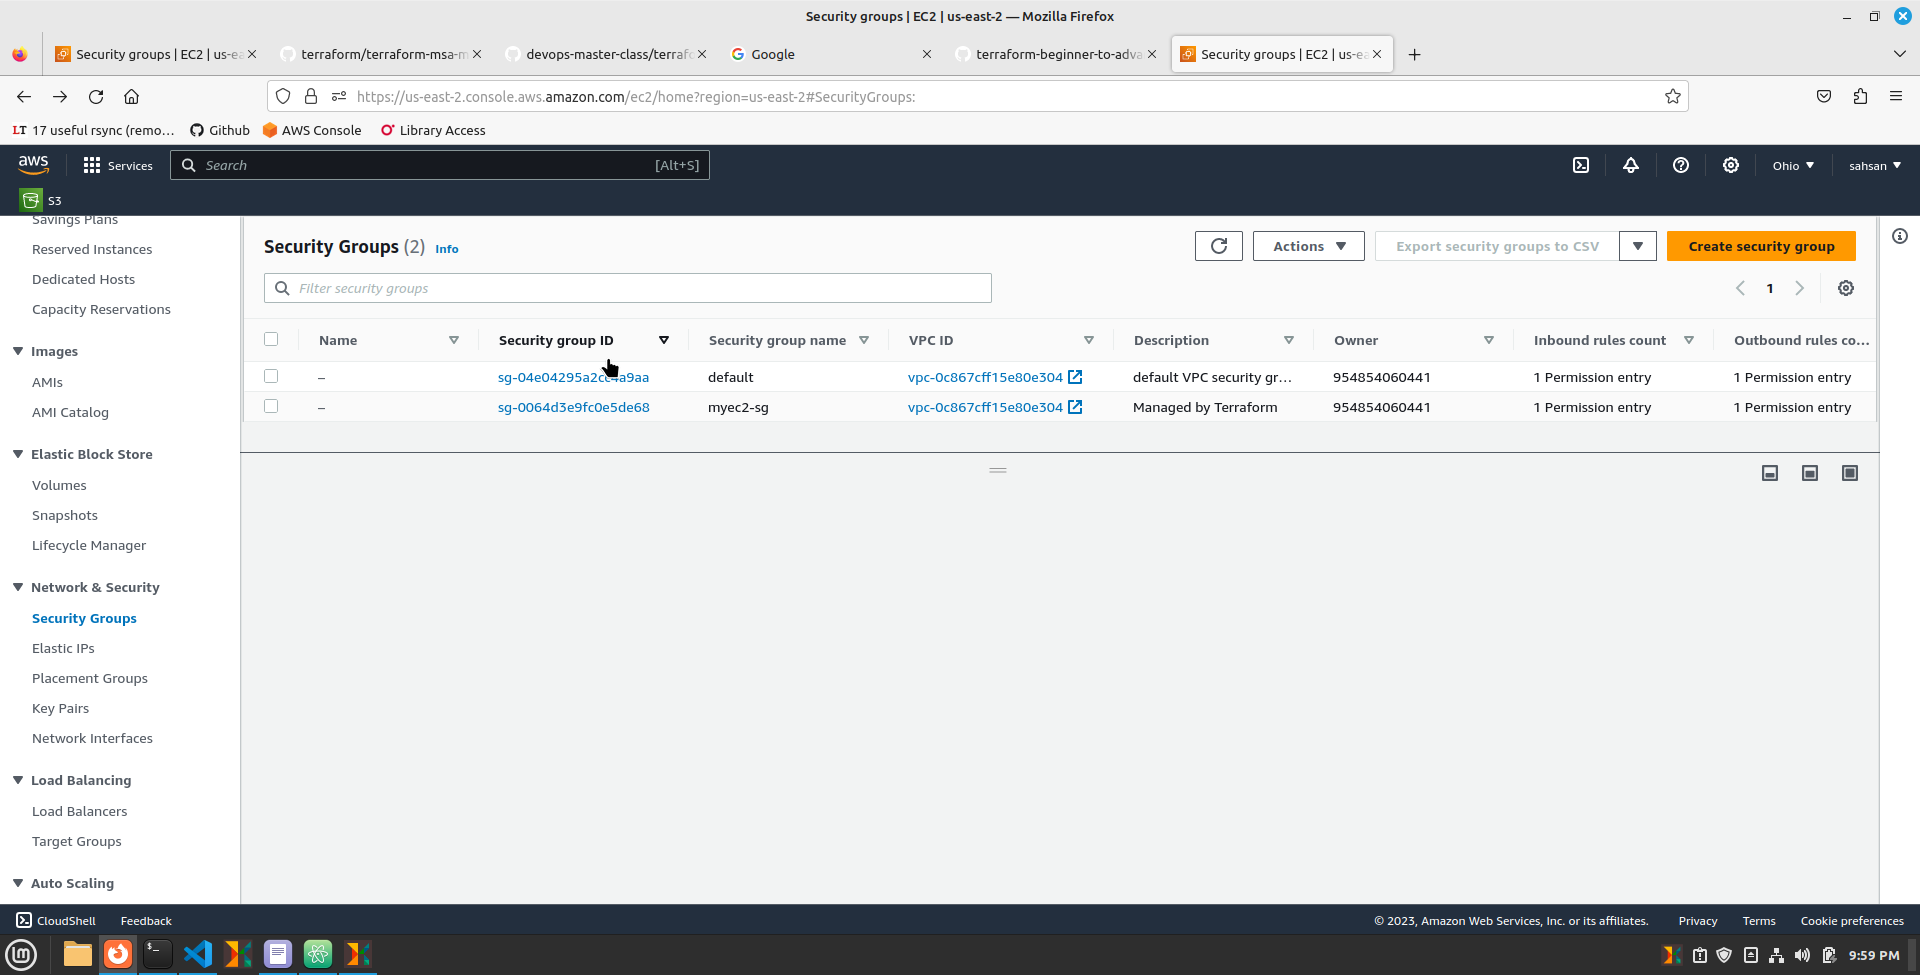 Security groups | EC2 | us-east-2 — Mozilla Firefox
Security groups | EC2 | us-ea
terraform/terraform-msa-m
devops-master-class/terraf
Google
terraform-beginner-to-adva
Security groups | EC2 | us-ea
https://us-east-2.console.aws.amazon.com/ec2/home?region=us-east-2#SecurityGroups:
LT 17 useful rsync (remo…
Github
AWS Console
Library Access
aws
Services
Search
[Alt+S]
Ohio
sahsan
S3
Savings Plans
Reserved Instances
Dedicated Hosts
Capacity Reservations
Images
AMIs
AMI Catalog
Elastic Block Store
Volumes
Snapshots
Lifecycle Manager
Network & Security
Security Groups
Elastic IPs
Placement Groups
Key Pairs
Network Interfaces
Load Balancing
Load Balancers
Target Groups
Auto Scaling
Security Groups (2) Info
Actions
Export security groups to CSV
Create security group
Filter security groups
1
Name Security group ID Security group name VPC ID Description Owner Inbound rules count Outbound rules co…
– default vpc-0c867cff15e80e304 default VPC security gr… 954854060441 1 Permission entry 1 Permission entry
– sg-0064d3e9fc0e5de68 myec2-sg vpc-0c867cff15e80e304 Managed by Terraform 954854060441 1 Permission entry 1 Permission entry
CloudShell
Feedback
© 2023, Amazon Web Services, Inc. or its affiliates.
Privacy
Terms
Cookie preferences
9:59 PM